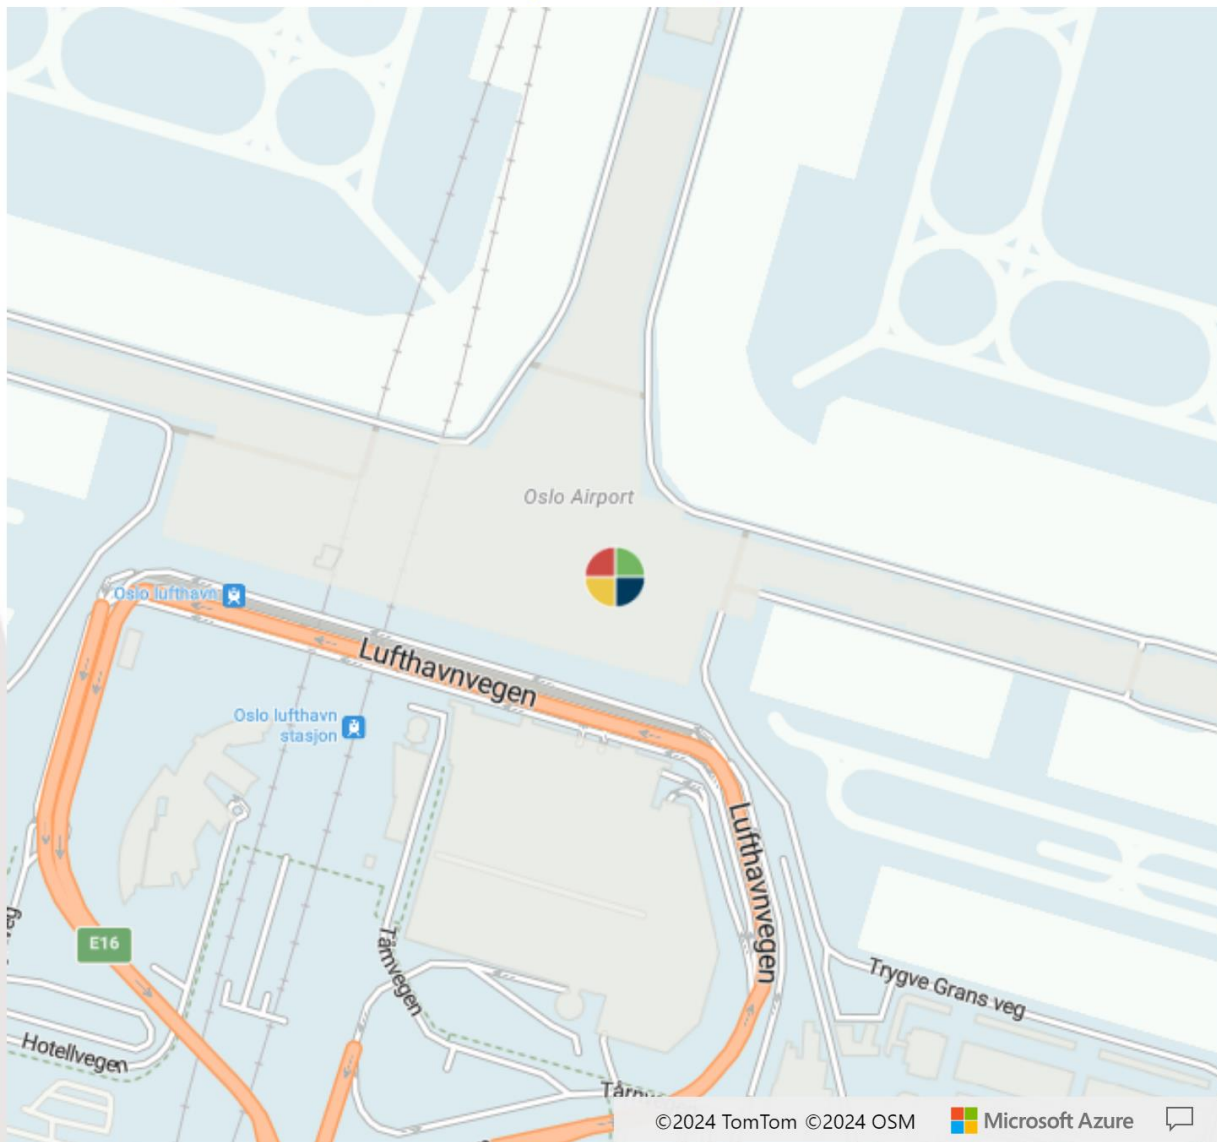 Oslo Airport
Oslo lufthavn
Lufthavnvegen
Oslo lufthavn
stasjon
Lufthavnvegen
E16
Tårnvegen
Trygve Grans veg
Hotellvegen
©2024 TomTom ©2024 OSM Microsoft Azure